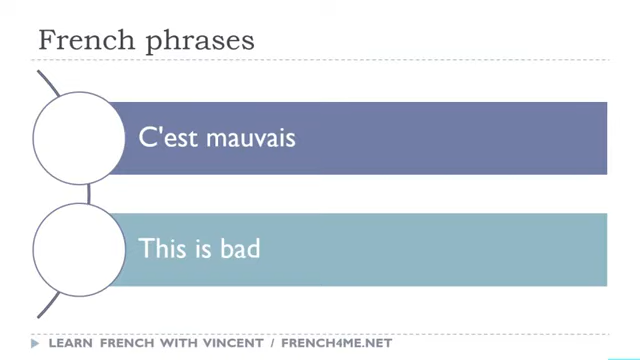 French phrases
C'est mauvais
This is bad
LEARN FRENCH WITH VINCENT / FRENCH4ME.NET